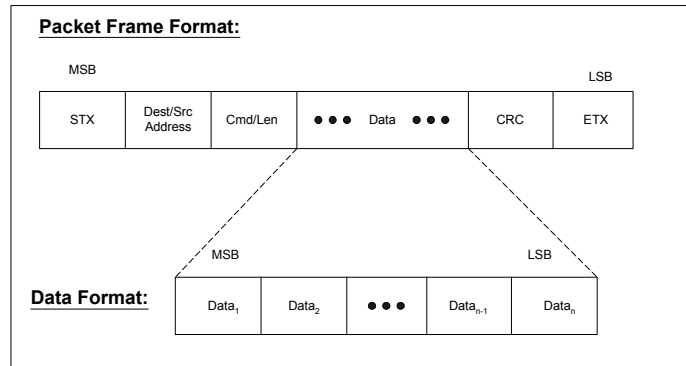 Packet Frame Format:
MSB LSB
STX Dest/Src Address Cmd/Len ●●● Data ●●● CRC ETX
MSB LSB
Data Format:
Data₁ Data₂ ●●● Dataₙ₋₁ Dataₙ